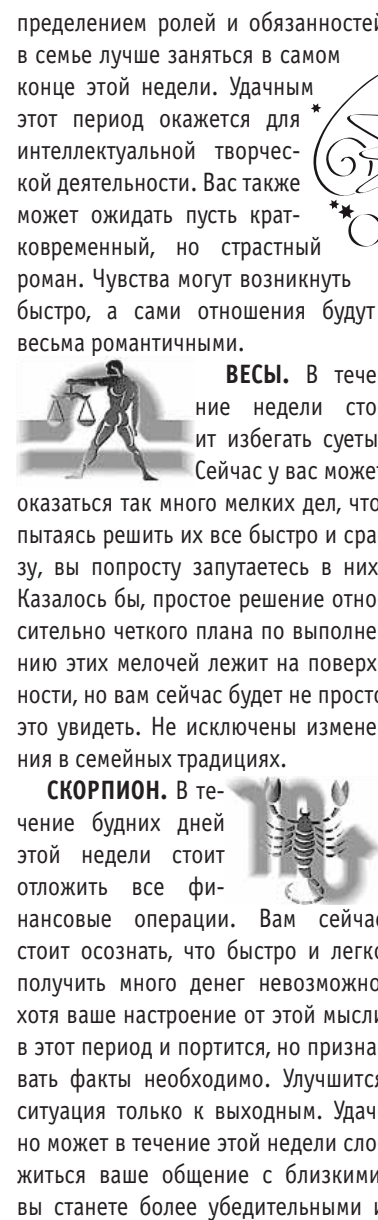 пределением ролей и обязанностей
в семье лучше заняться в самом
конце этой недели. Удачным
этот период окажется для
интеллектуальной творчес-
кой деятельности. Вас также
может ожидать пусть крат-
ковременный, но страстный
роман. Чувства могут возникнуть
быстро, а сами отношения будут
весьма романтичными.
ВЕСЫ. В тече
ние недели сто
ит избегать суеты
Сейчас у вас может
оказаться так много мелких дел, что
пытаясь решить их все быстро и сра
зу, вы попросту запутаетесь в них
Казалось бы, простое решение отно
сительно четкого плана по выполне
нию этих мелочей лежит на поверх
ности, но вам сейчас будет не просто
это увидеть. Не исключены измене
ния в семейных традициях.
СКОРПИОН. В те-
чение будних дней
этой недели стоит
отложить все фи-
нансовые операции. Вам сейчас
стоит осознать, что быстро и легко
получить много денег невозможно
хотя ваше настроение от этой мысли
в этот период и портится, но призна
вать факты необходимо. Улучшится
ситуация только к выходным. Удач
но может в течение этой недели сло
житься ваше общение с близкими
вы станете более убедительными и